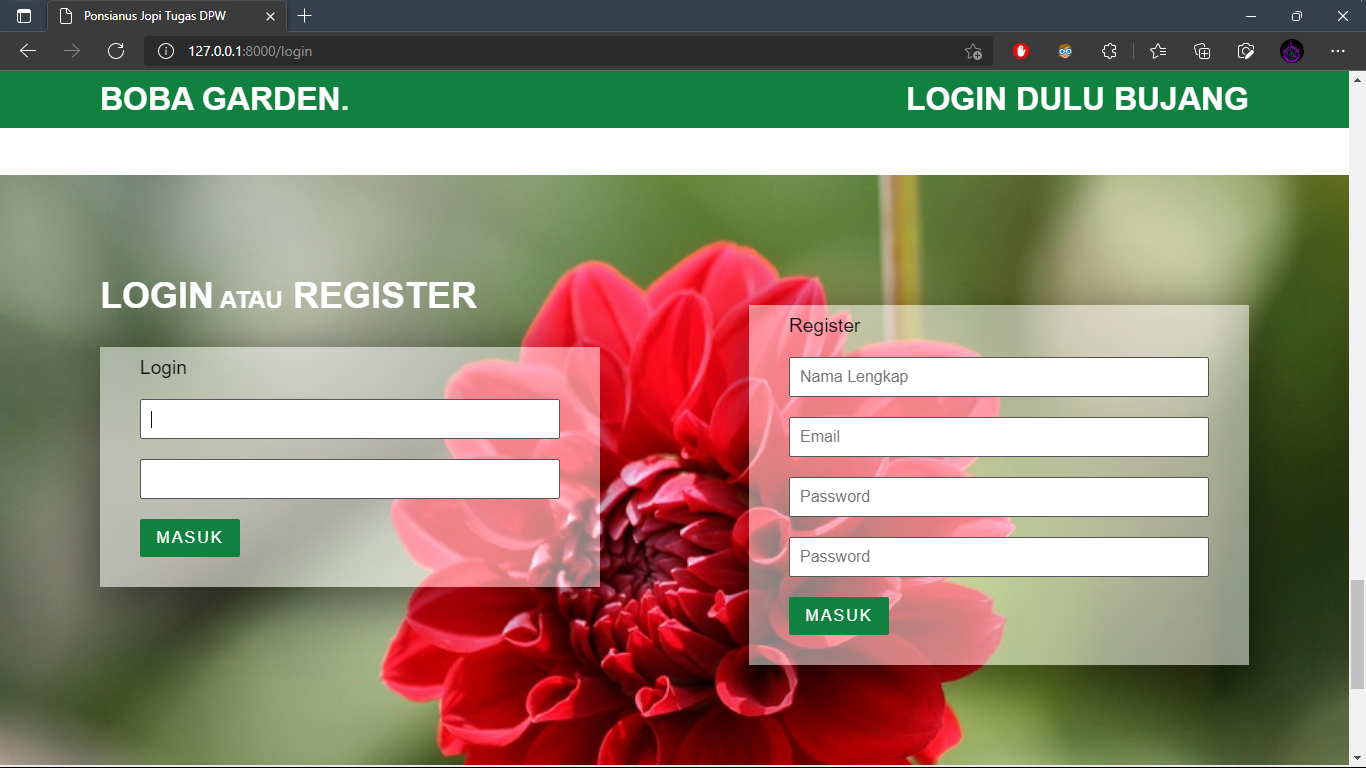 Ponsianus Jopi Tugas DPW
127.0.0.1:8000/login
BOBA GARDEN.
LOGIN DULU BUJANG
LOGIN ATAU REGISTER
Login
MASUK
Register
Nama Lengkap
Email
Password
Password
MASUK